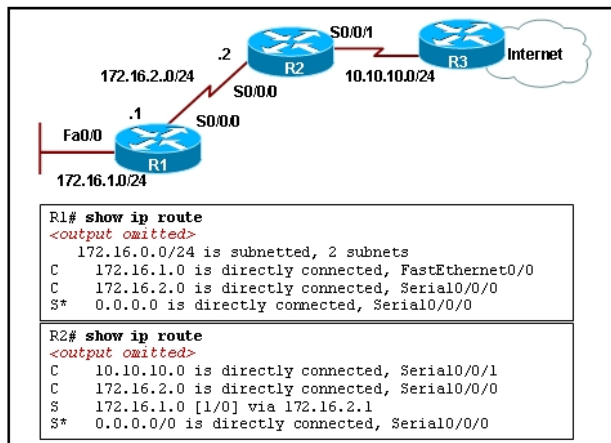 S0/0/1
.2
R2
R3
Internet
172.16.2..0/24
S0/0/0
10.10.10.0/24
.1
S0/0/0
Fa0/0
R1
172.16.1.0/24
R1# show ip route
<output omitted>
172.16.0.0/24 is subnetted, 2 subnets
C 172.16.1.0 is directly connected, FastEthernet0/0
C 172.16.2.0 is directly connected, Serial0/0/0
S* 0.0.0.0 is directly connected, Serial0/0/0
R2# show ip route
<output omitted>
C 10.10.10.0 is directly connected, Serial0/0/1
C 172.16.2.0 is directly connected, Serial0/0/0
S 172.16.1.0 [1/0] via 172.16.2.1
S* 0.0.0.0/0 is directly connected, Serial0/0/0